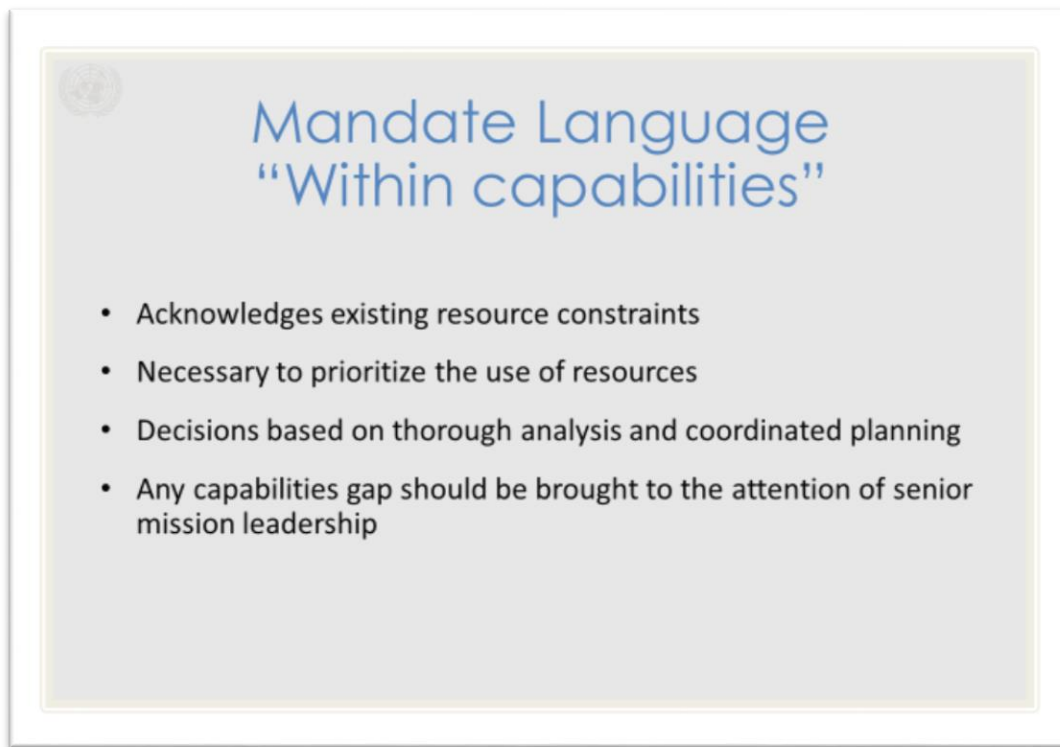 Mandate Language
“Within capabilities”
• Acknowledges existing resource constraints
• Necessary to prioritize the use of resources
• Decisions based on thorough analysis and coordinated planning
• Any capabilities gap should be brought to the attention of senior
mission leadership